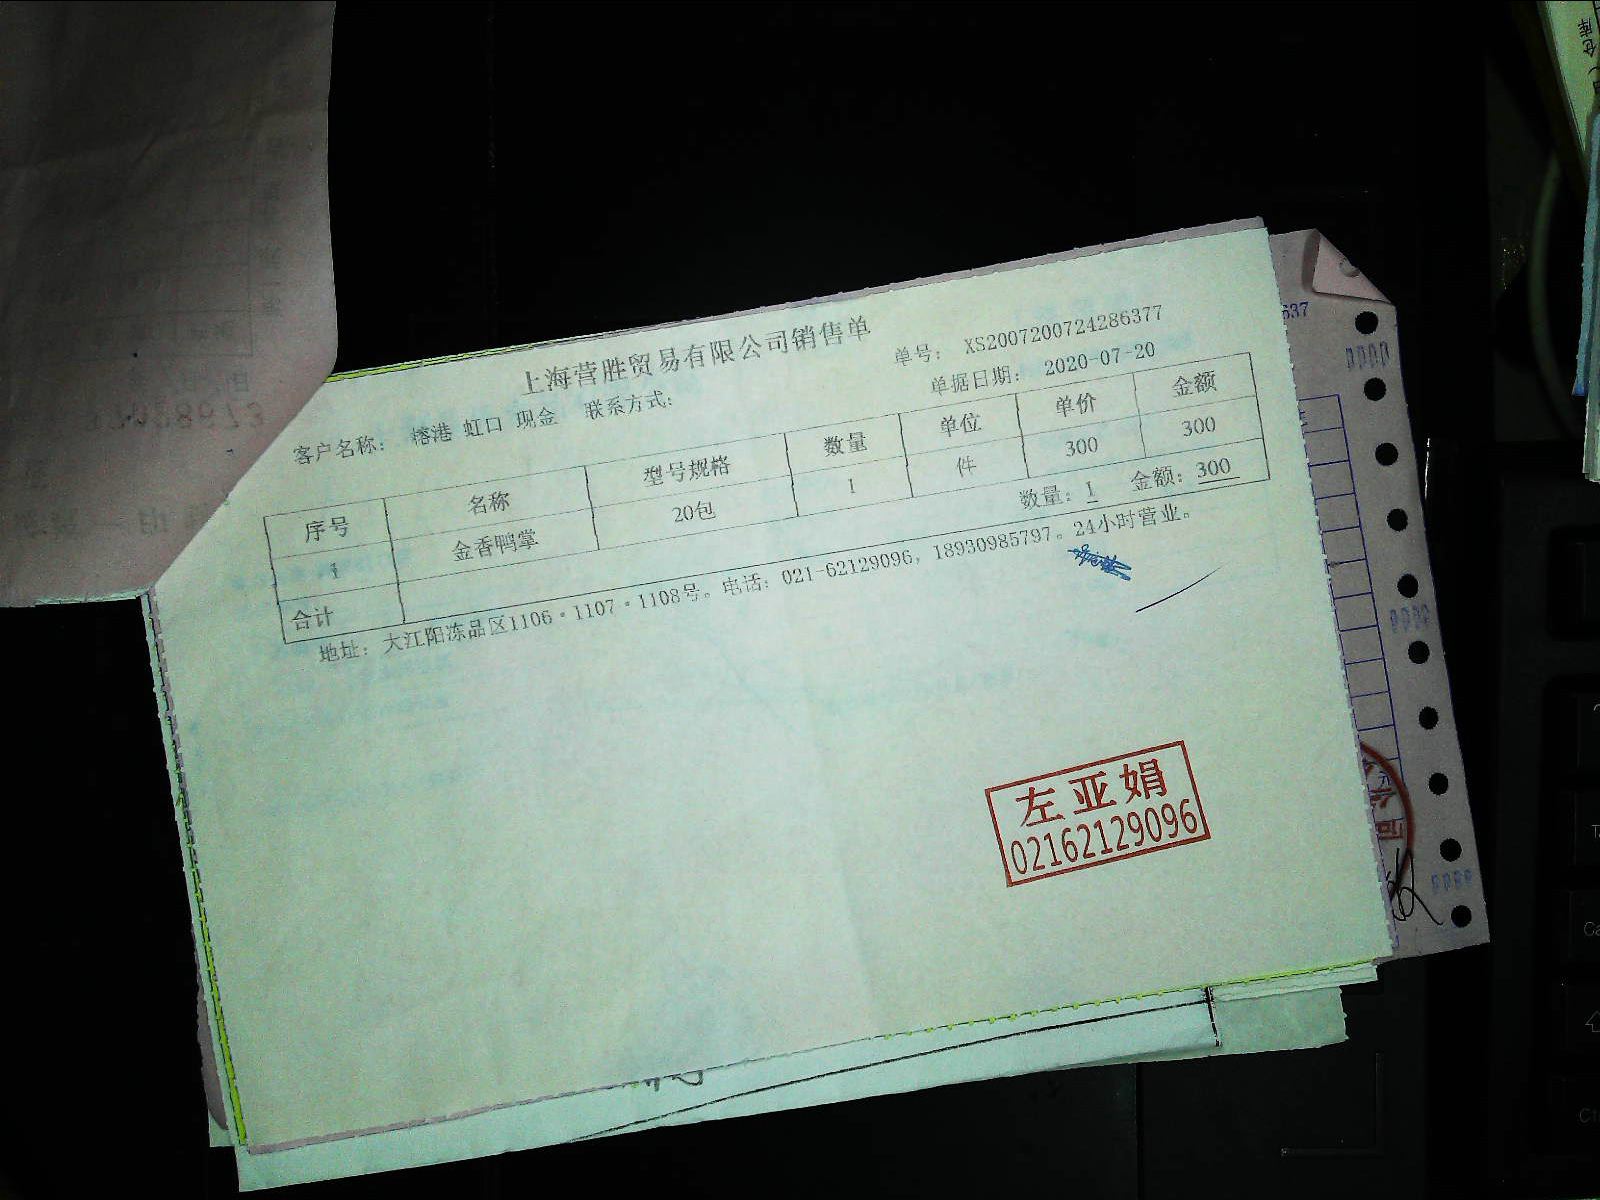 上海营胜贸易有限公司销售单
单号： XS2007200724286377
客户名称： 榕港 虹口 现金 联系方式： 单据日期： 2020-07-20
序号 名称 型号规格 数量 单位 单价 金额
1 金香鸭掌 20包 1 件 300 300
合计 数量：1 金额：300
地址： 大江阳冻品区1106·1107·1108号。电话：021-62129096，18930985797。24小时营业。
左亚娟
02162129096
637
仓库